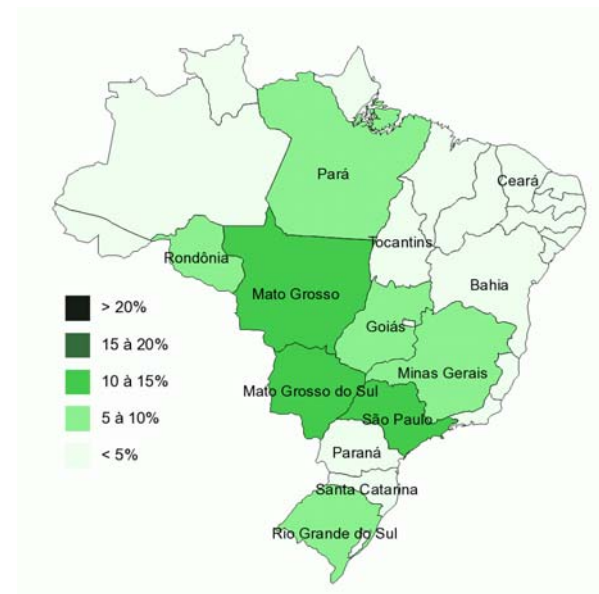 Pará
Ceará
Tocantins
Rondônia
Bahia
Mato Grosso
> 20%
15 à 20%
10 à 15%
5 à 10%
< 5%
Goiás
Minas Gerais
Mato Grosso do Sul
São Paulo
Paraná
Santa Catarina
Rio Grande do Sul